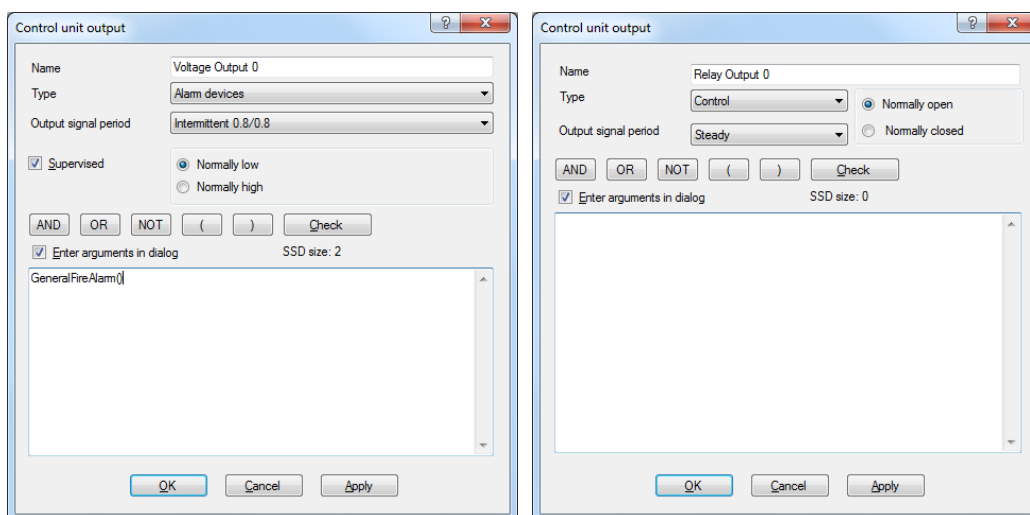 Control unit output
Name Voltage Output 0
Type Alarm devices
Output signal period Intermittent 0.8/0.8
Supervised Normally low
Normally high
AND OR NOT ( ) Check
Enter arguments in dialog SSD size: 2
GeneralFireAlarm()
OK Cancel Apply
Control unit output
Name Relay Output 0
Type Control Normally open
Output signal period Steady Normally closed
AND OR NOT ( ) Check
Enter arguments in dialog SSD size: 0
OK Cancel Apply